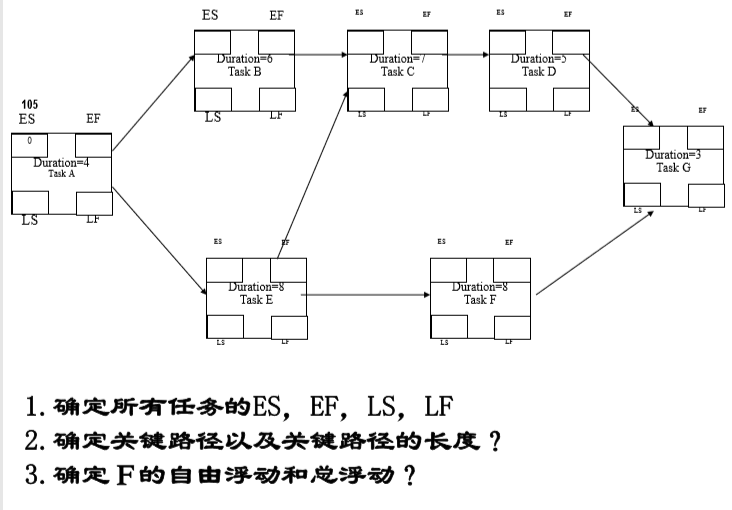 ES EF
Duration=6
Task B
LS LF
ES EF
Duration=7
Task C
LS LF
ES EF
Duration=5
Task D
LS LF
105
ES EF
0
Duration=4
Task A
LS LF
ES EF
Duration=3
Task G
LS LF
ES EF
Duration=8
Task E
LS LF
ES EF
Duration=8
Task F
LS LF
1. 确定所有任务的ES, EF, LS, LF
2. 确定关键路径以及关键路径的长度?
3. 确定 F的自由浮动和总浮动?